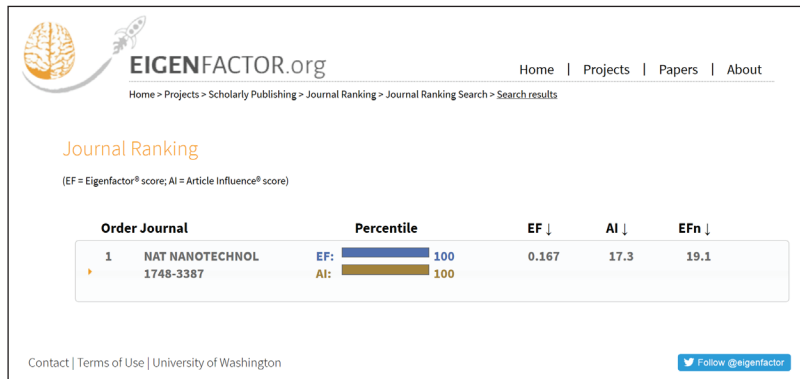 EIGENFACTOR.org
Home | Projects | Papers | About
Home > Projects > Scholarly Publishing > Journal Ranking > Journal Ranking Search > Search results
Journal Ranking
(EF = Eigenfactor® score; AI = Article Influence® score)
Order Journal Percentile EF ↓ AI ↓ EFn ↓
1 NAT NANOTECHNOL EF: 100 0.167 17.3 19.1
1748-3387 AI: 100
Contact | Terms of Use | University of Washington
Follow @eigenfactor